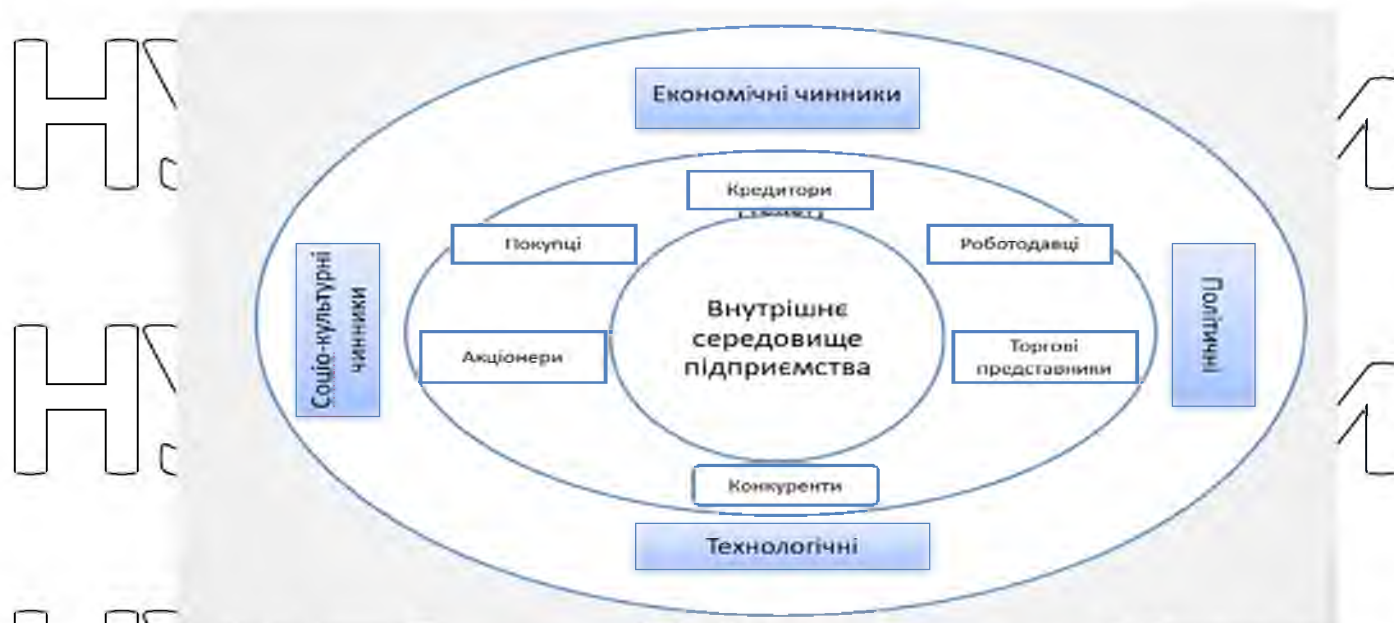 Економічні чинники
Кредитори
Покупці
Роботодавці
Соціо-культурні
чинники
Внутрішнє
середовище
підприємства
Політичні
Акціонери
Торгові
представники
Конкуренти
Технологічні